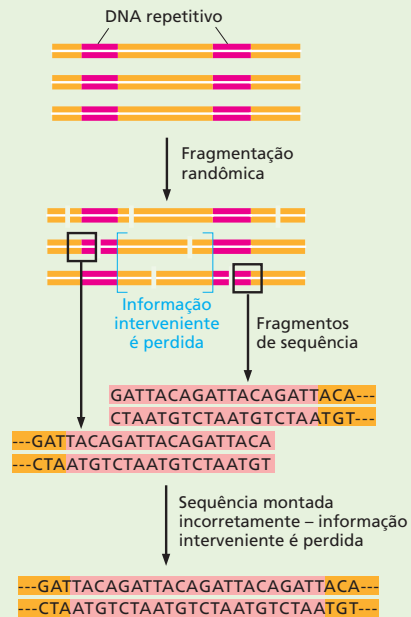 DNA repetitivo
Fragmentação
randômica
Informação
interveniente
é perdida
Fragmentos
de sequência
GATTACAGATTACAGATTACA---
CTAATGTCTAATGTCTAATGT---
---GATTACAGATTACAGATTACA
---CTAATGTCTAATGTCTAATGT
Sequência montada
incorretamente – informação
interveniente é perdida
---GATTACAGATTACAGATTACAGATTACA---
---CTAATGTCTAATGTCTAATGTCTAATGT---